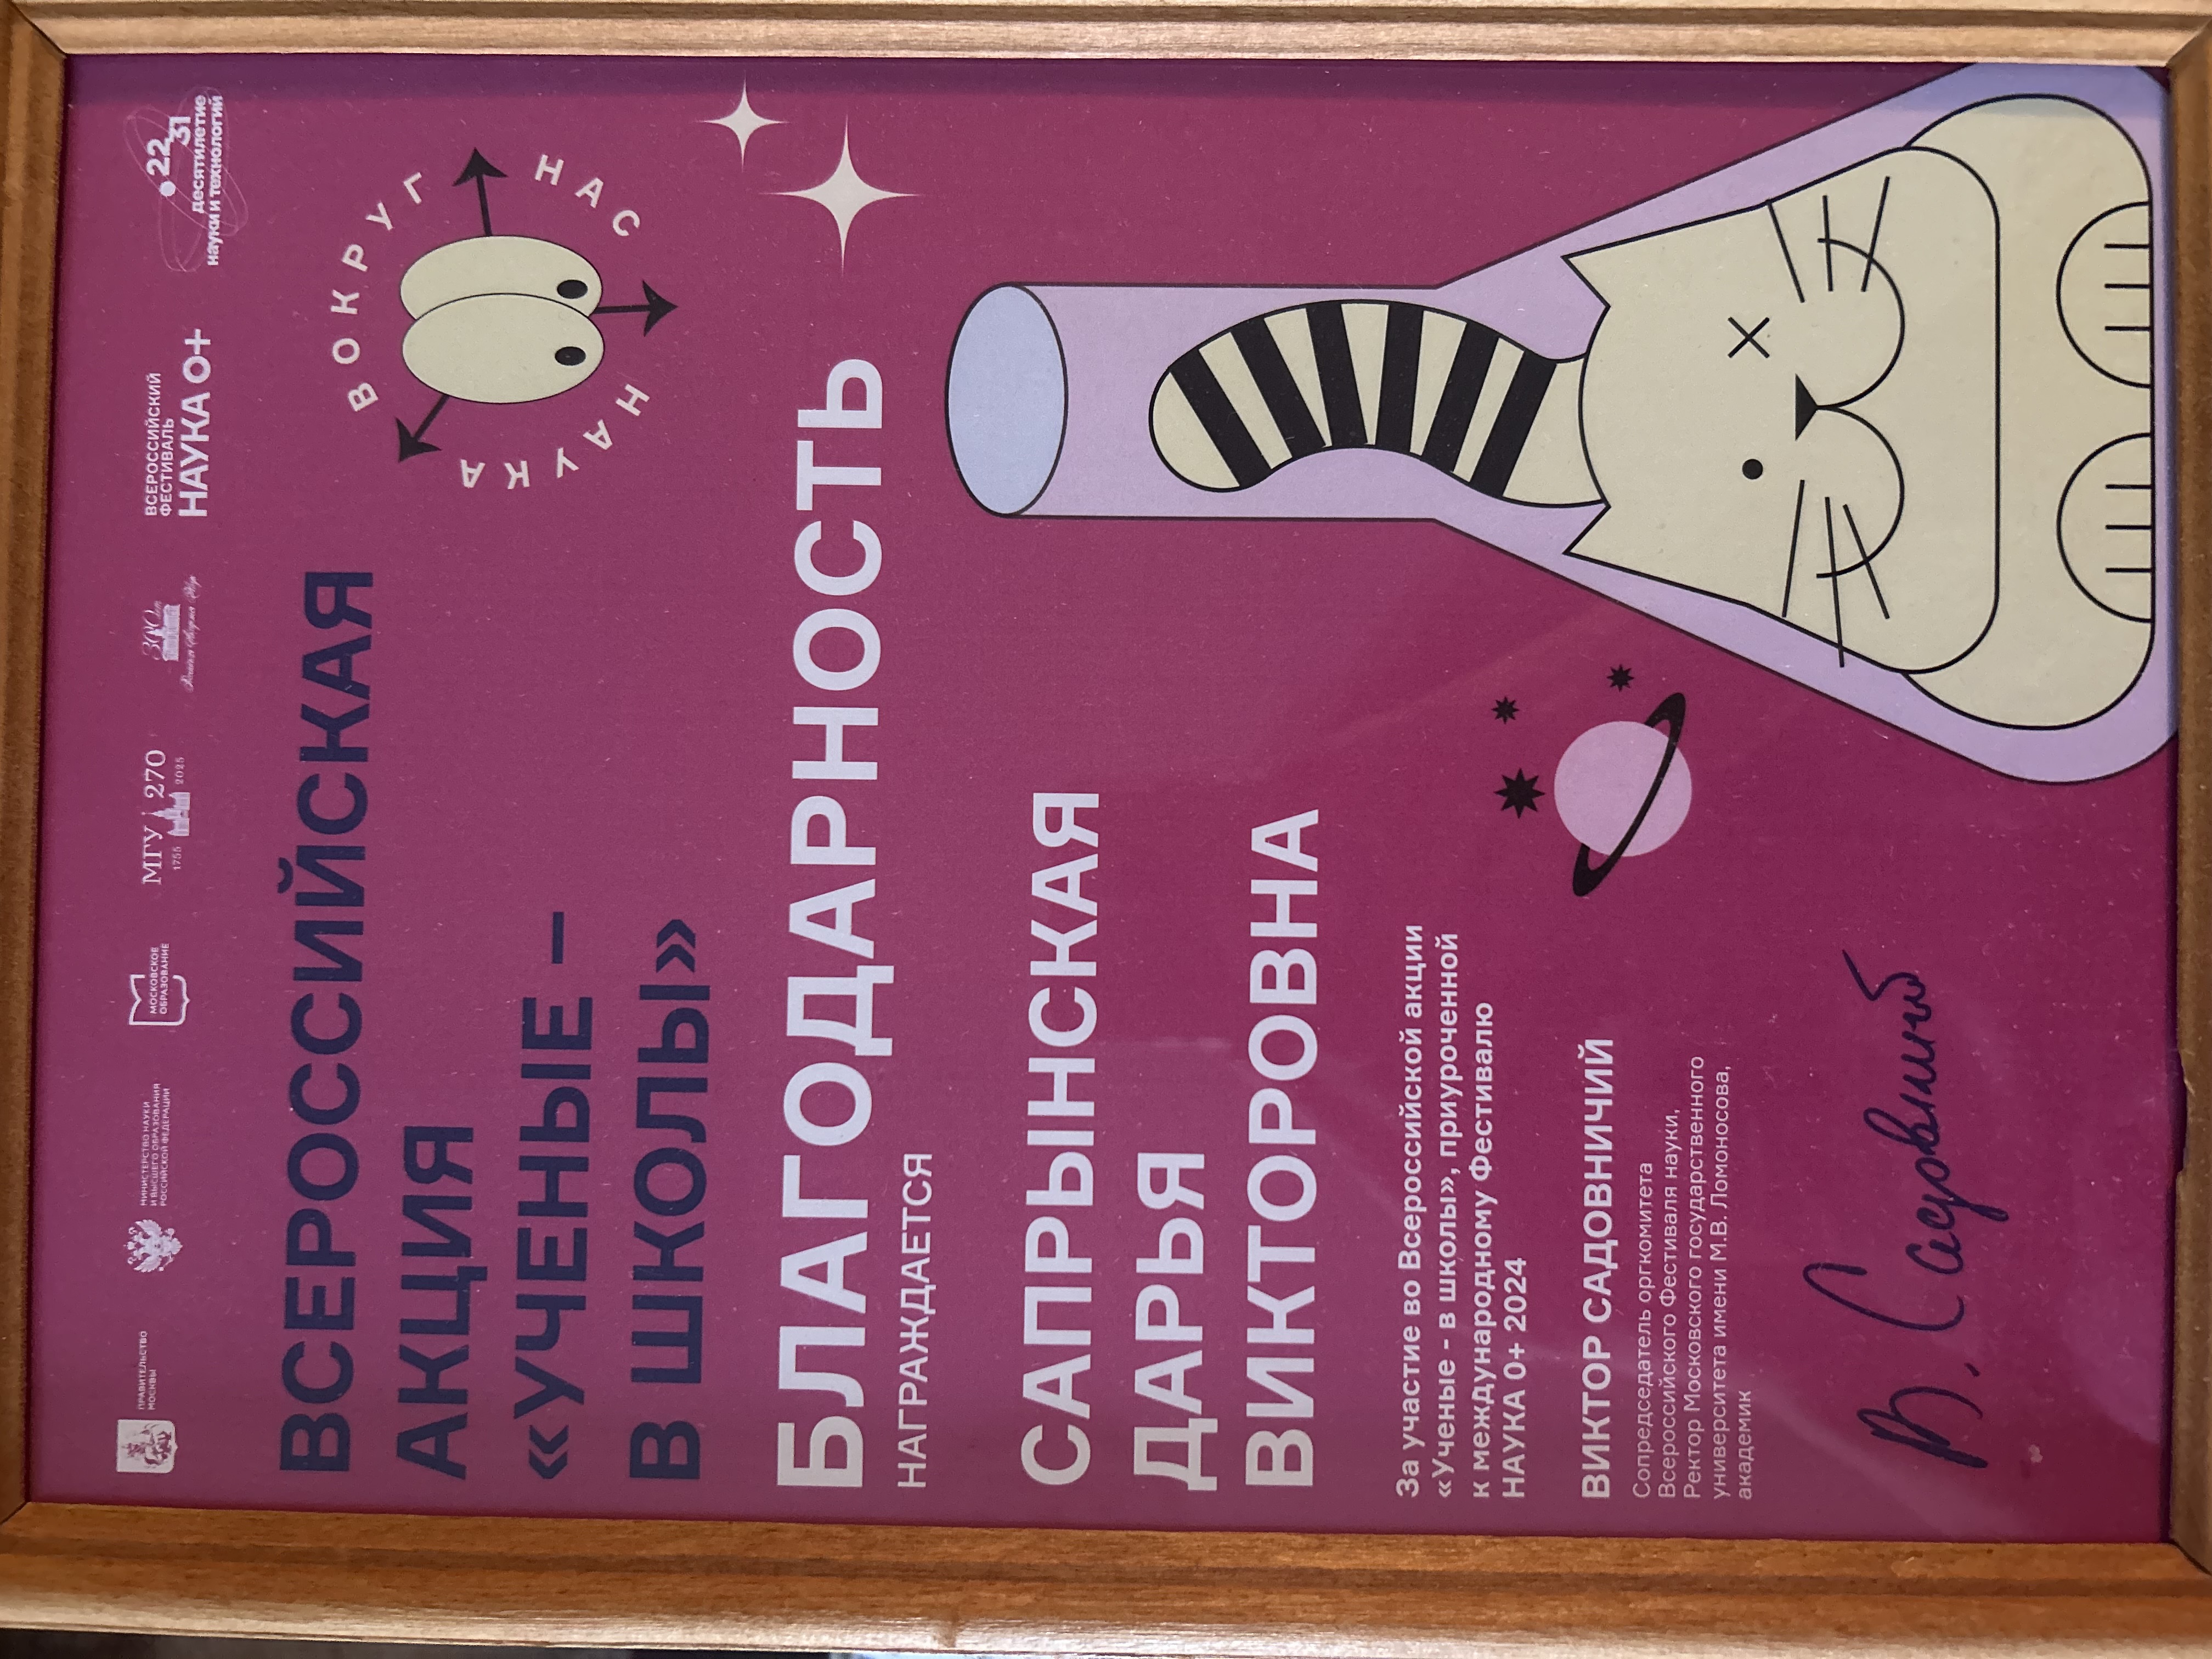 ПРАВИТЕЛЬСТВО
МОСКВЫ
МИНИСТЕРСТВО НАУКИ
И ВЫСШЕГО ОБРАЗОВАНИЯ
РОССИЙСКОЙ ФЕДЕРАЦИИ
МОСКОВСКОЕ
ОБРАЗОВАНИЕ
МГУ 270
1755 2025
300
ВСЕРОССИЙСКИЙ
ФЕСТИВАЛЬ
НАУКА 0+
22
31
десятилетие
науки и технологий
ВСЕРОССИЙСКАЯ
АКЦИЯ
«УЧЕНЫЕ –
В ШКОЛЫ»
ВОКРУГ НАС НАУКА
БЛАГОДАРНОСТЬ
НАГРАЖДАЕТСЯ
САПРЫНСКАЯ
ДАРЬЯ
ВИКТОРОВНА
За участие во Всероссийской акции
«Ученые - в школы», приуроченной
к международному Фестивалю
НАУКА 0+ 2024
ВИКТОР САДОВНИЧИЙ
Сопредседатель оргкомитета
Всероссийского Фестиваля науки,
Ректор Московского государственного
университета имени М.В. Ломоносова,
академик
В. Садовничий